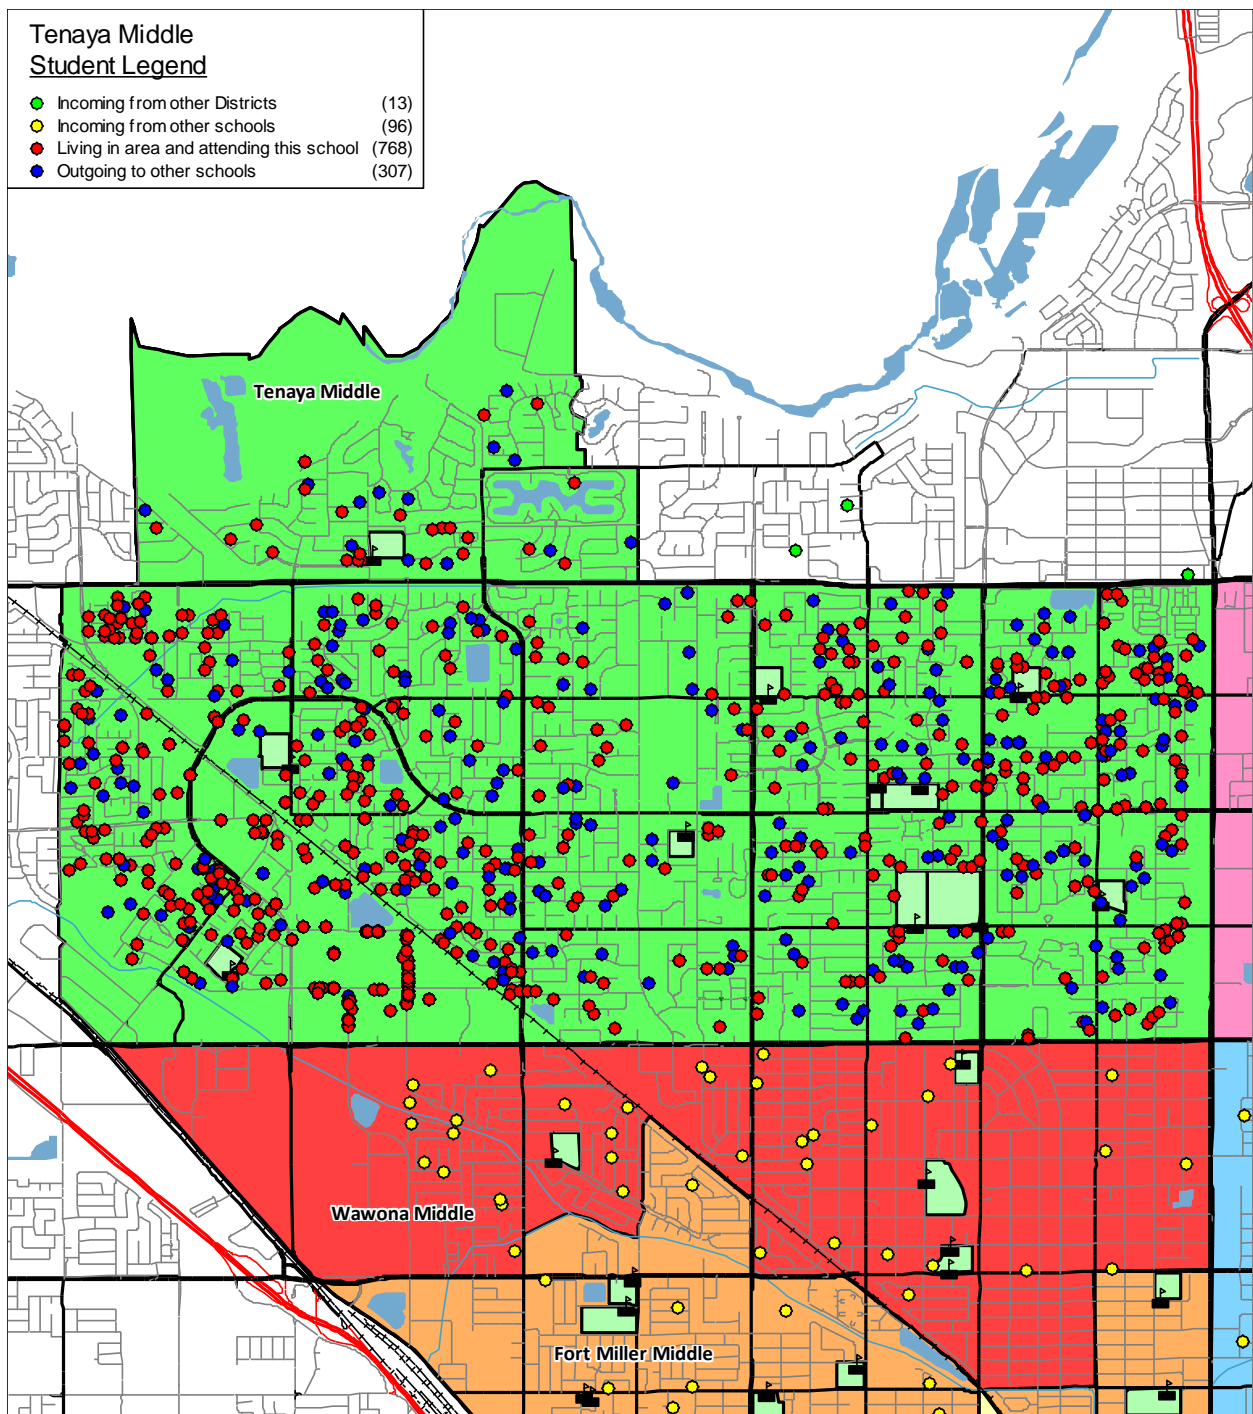 Tenaya Middle
Student Legend
Incoming from other Districts (13)
Incoming from other schools (96)
Living in area and attending this school (768)
Outgoing to other schools (307)
Tenaya Middle
Wawona Middle
Fort Miller Middle